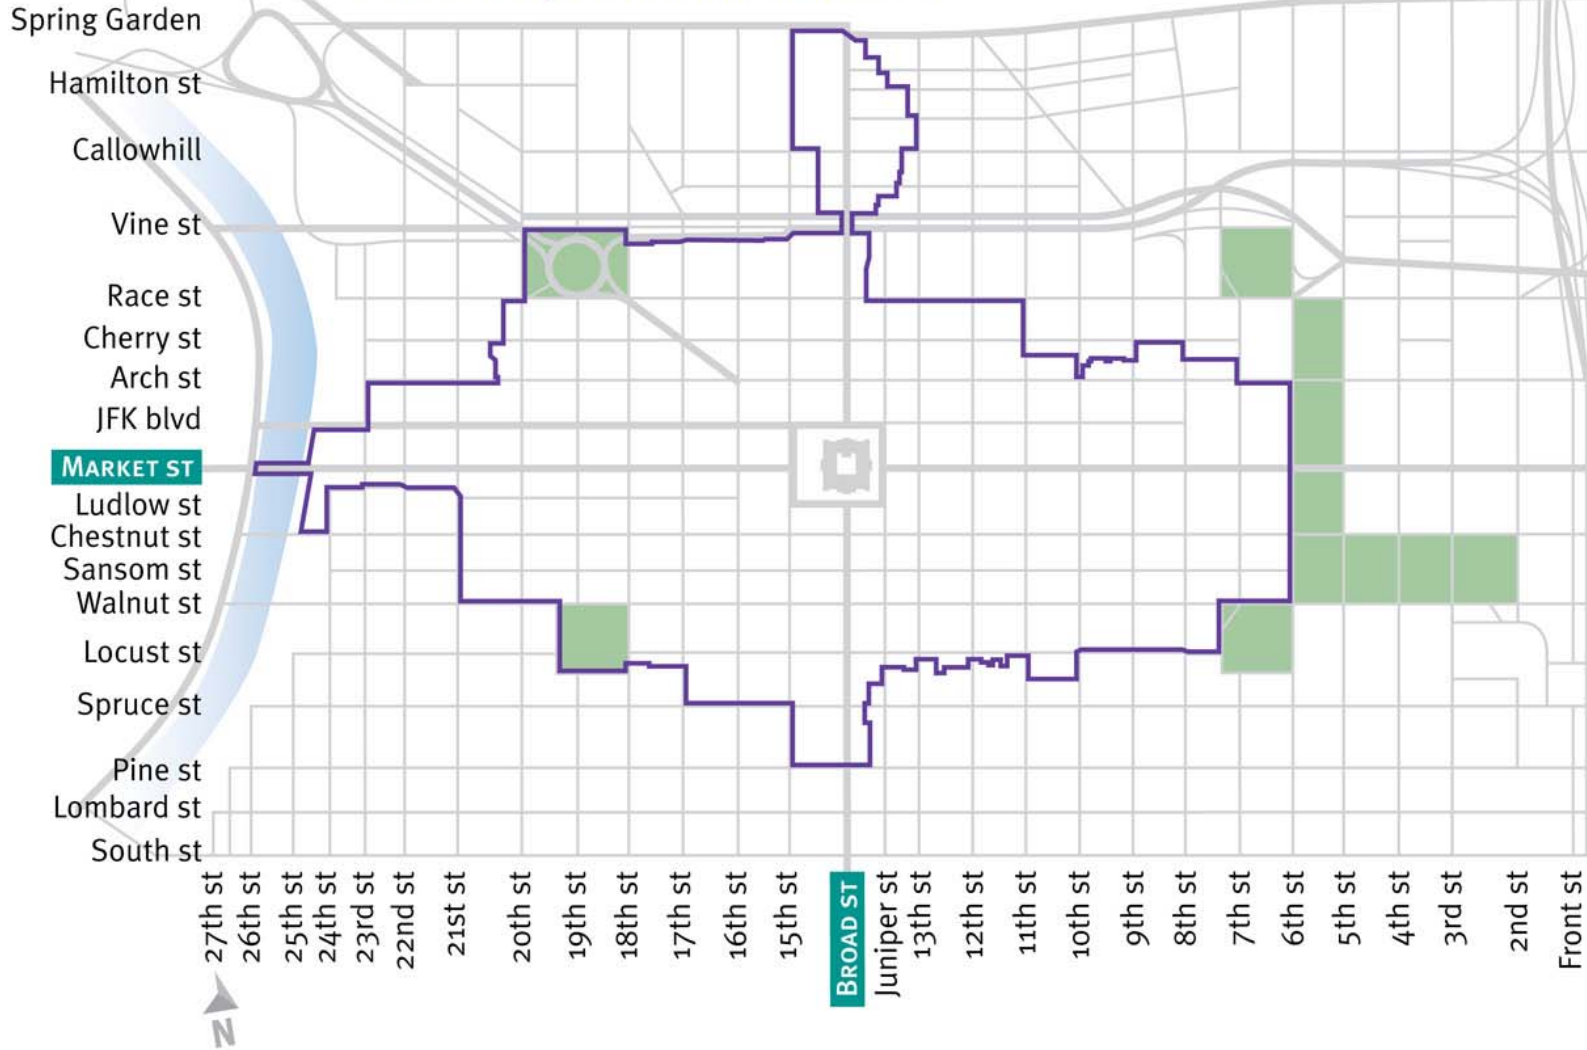 Spring Garden
Hamilton st
Callowhill
Vine st
Race st
Cherry st
Arch st
JFK blvd
MARKET ST
Ludlow st
Chestnut st
Sansom st
Walnut st
Locust st
Spruce st
Pine st
Lombard st
South st
27th st
26th st
25th st
24th st
23rd st
22nd st
21st st
20th st
19th st
18th st
17th st
16th st
15th st
BROAD ST
Juniper st
13th st
12th st
11th st
10th st
9th st
8th st
7th st
6th st
5th st
4th st
3rd st
2nd st
Front st
N